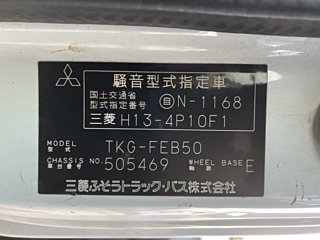 騒音型式指定車
国土交通省
型式指定番号 自N-1168
三菱 H13-4P10F1
MODEL
型式 TKG-FEB50
CHASSIS NO.
車台番号 505469 WHEEL BASE
軸距 E
三菱ふそうトラック・バス株式会社